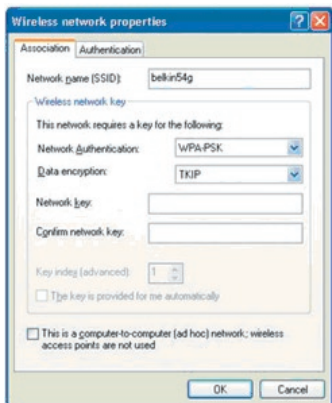 Wireless network properties
Association
Authentication
Network name (SSID):
belkin54g
Wireless network key
This network requires a key for the following:
Network Authentication:
WPA-PSK
Data encryption:
TKIP
Network key:
Confirm network key:
Key index (advanced):
1
The key is provided for me automatically
This is a computer-to-computer (ad hoc) network; wireless
access points are not used
OK
Cancel